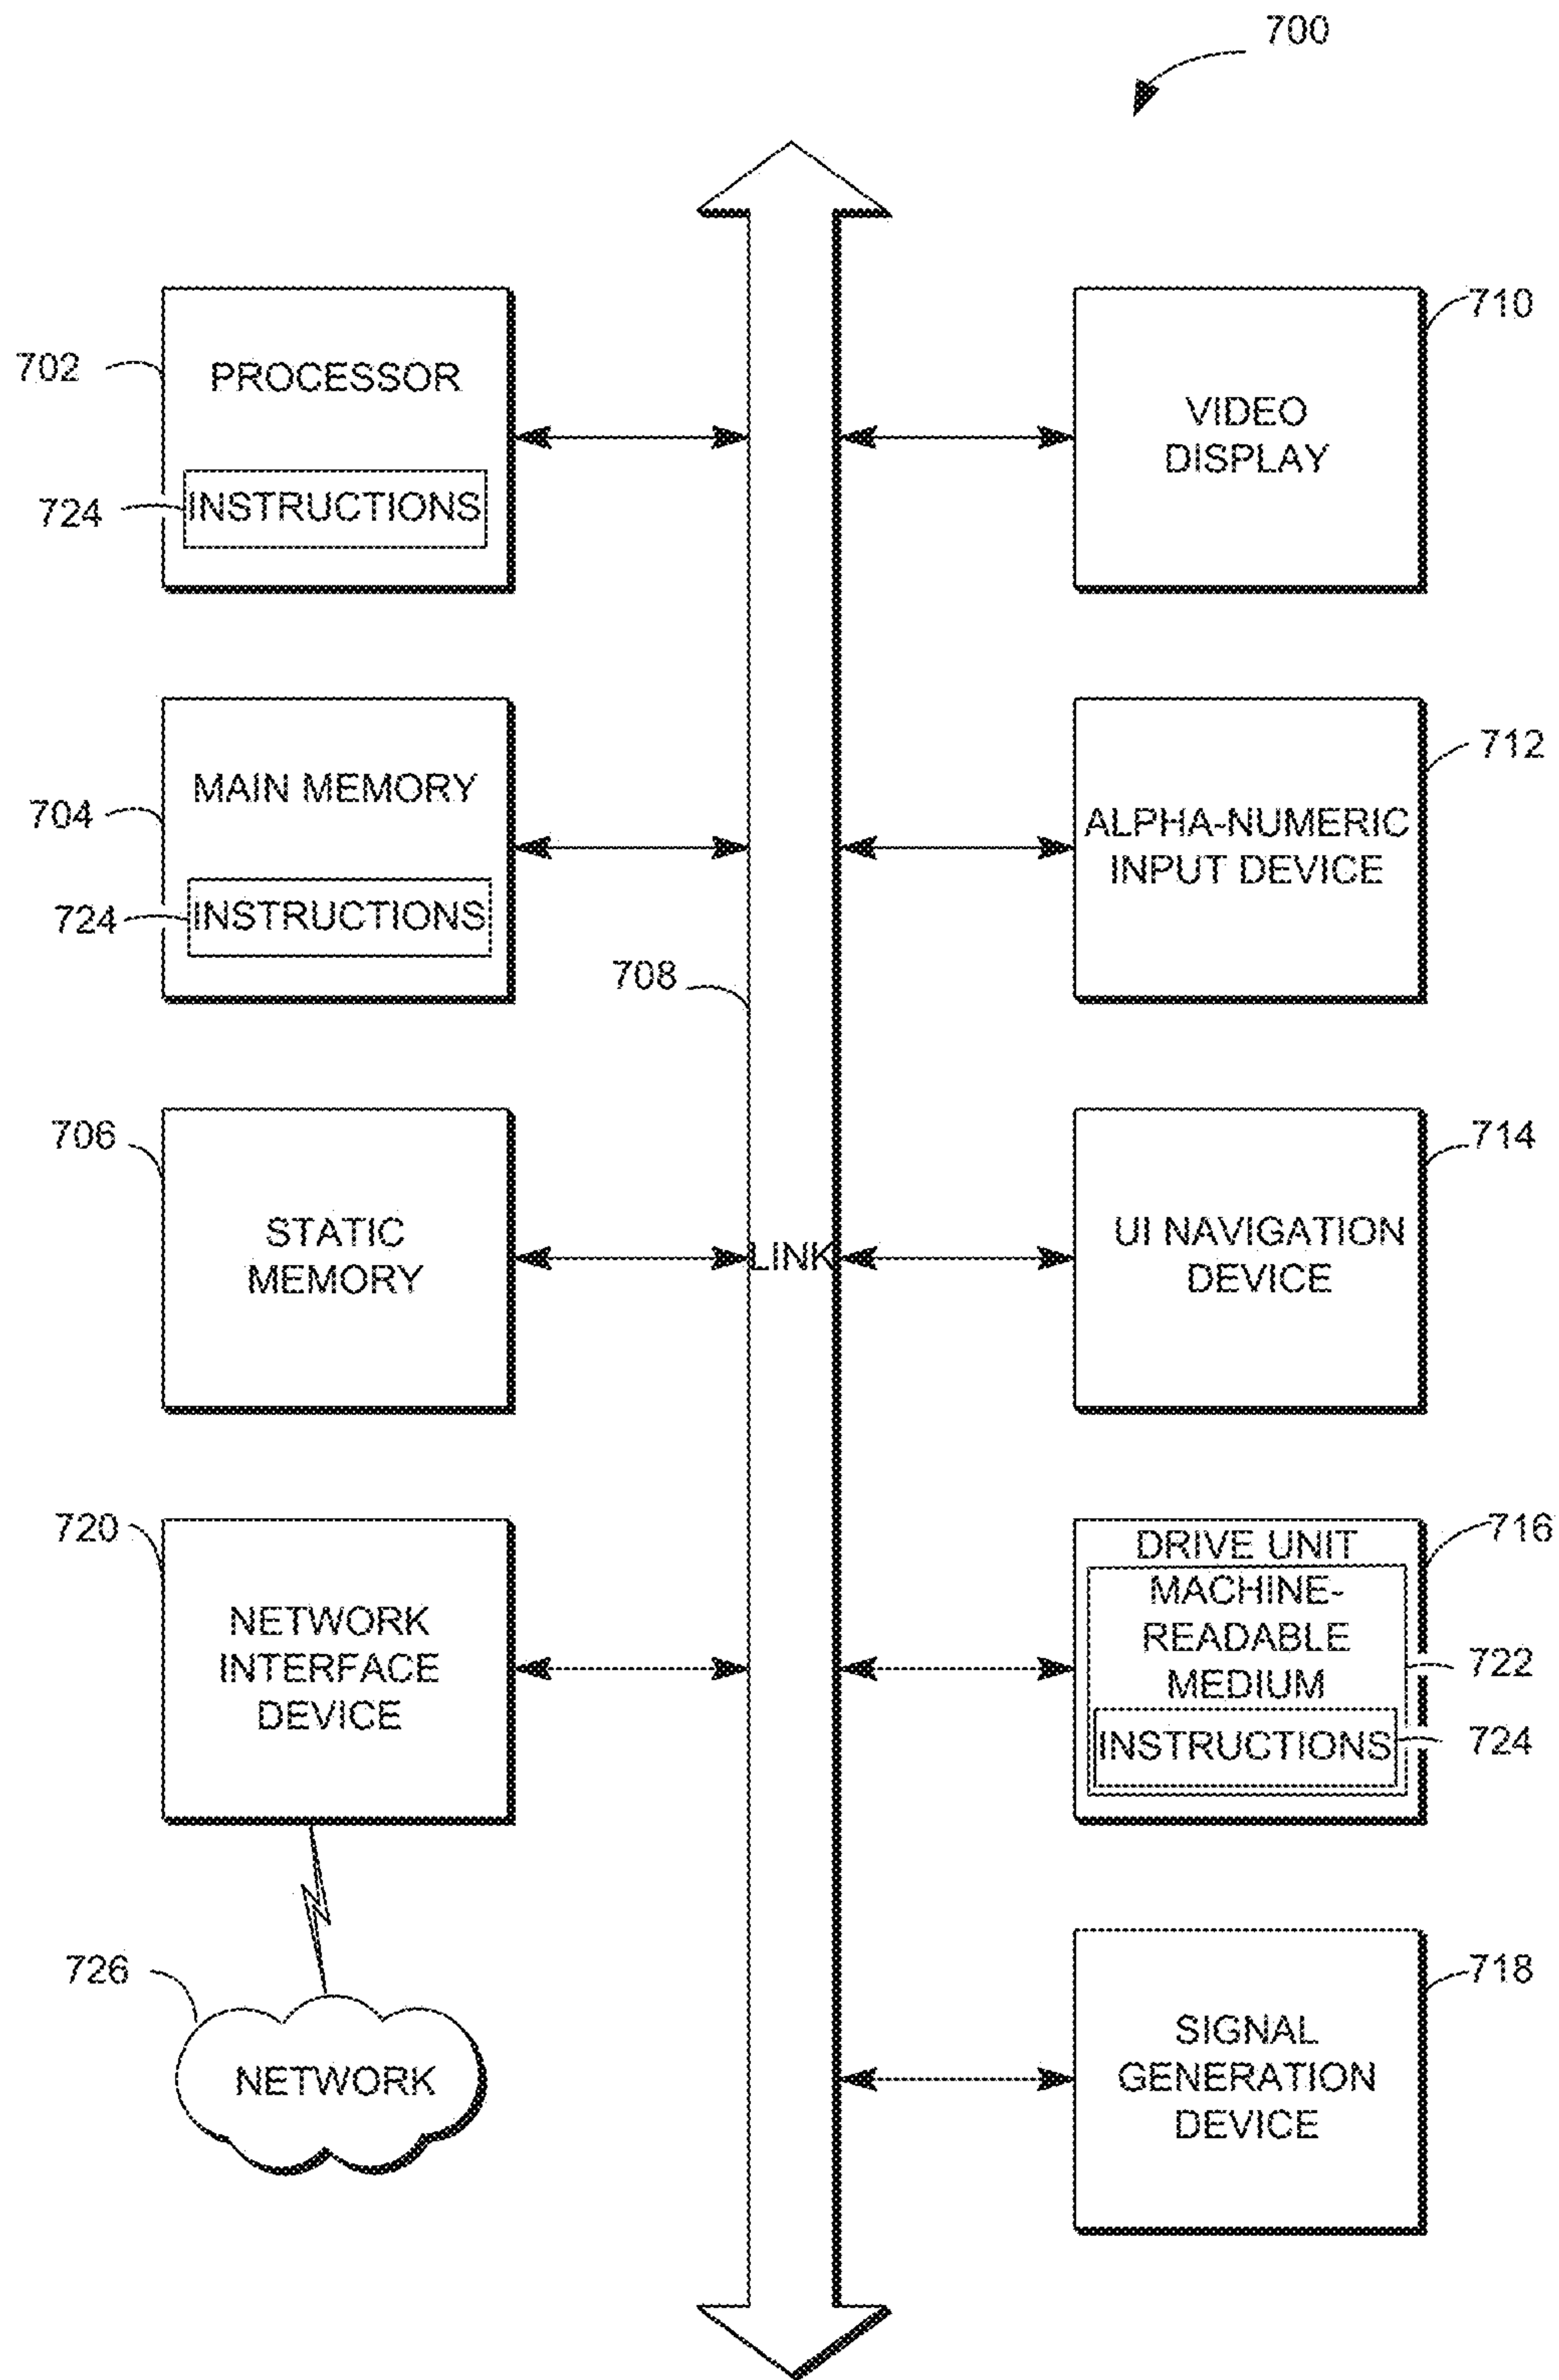 700
702
PROCESSOR
724
INSTRUCTIONS
710
VIDEO
DISPLAY
704
MAIN MEMORY
724
INSTRUCTIONS
712
ALPHA-NUMERIC
INPUT DEVICE
708
706
STATIC
MEMORY
LINK
714
UI NAVIGATION
DEVICE
720
NETWORK
INTERFACE
DEVICE
716
DRIVE UNIT
MACHINE-
READABLE
MEDIUM
722
INSTRUCTIONS
724
726
NETWORK
718
SIGNAL
GENERATION
DEVICE